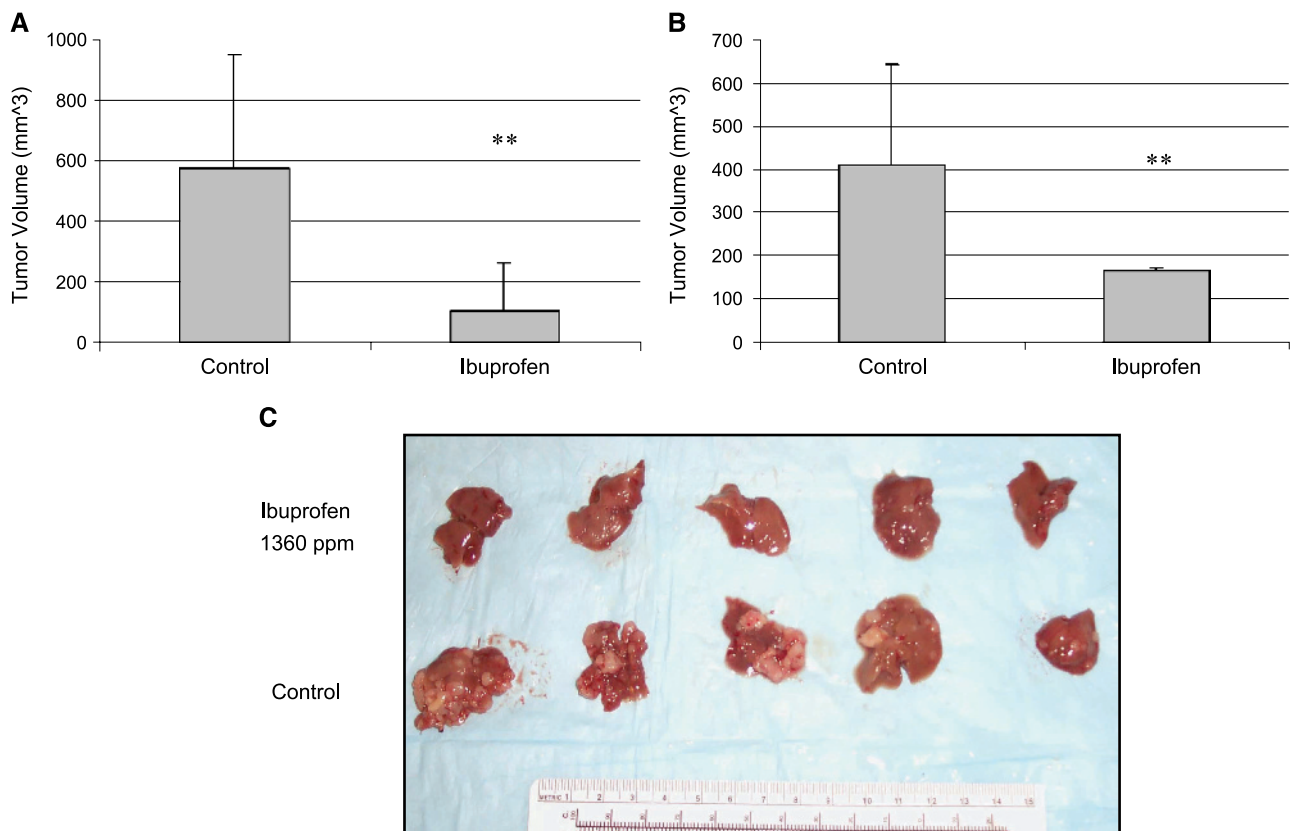 A
Tumor Volume (mm^3)
1000
800
600
400
200
0
**
Control Ibuprofen
B
Tumor Volume (mm^3)
700
600
500
400
300
200
100
0
**
Control Ibuprofen
C
Ibuprofen
1360 ppm
Control
METRIC 1 2 3 4 5 6 7 8 9 10 11 12 13 14 15